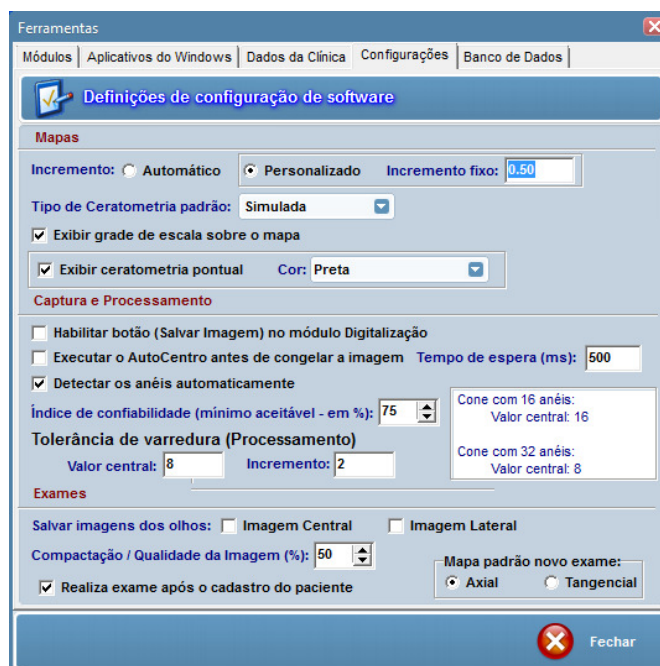 Ferramentas
Módulos Aplicativos do Windows Dados da Clínica Configurações Banco de Dados
Definições de configuração de software
Mapas
Incremento: Automático Personalizado Incremento fixo: 0.50
Tipo de Ceratometria padrão: Simulada
Exibir grade de escala sobre o mapa
Exibir ceratometria pontual Cor: Preta
Captura e Processamento
Habilitar botão (Salvar Imagem) no módulo Digitalização
Executar o AutoCentro antes de congelar a imagem Tempo de espera (ms): 500
Detectar os anéis automaticamente
Índice de confiabilidade (mínimo aceitável - em %): 75
Cone com 16 anéis:
Valor central: 16
Cone com 32 anéis:
Valor central: 8
Tolerância de varredura (Processamento)
Valor central: 8 Incremento: 2
Exames
Salvar imagens dos olhos: Imagem Central Imagem Lateral
Compactação / Qualidade da Imagem (%): 50
Mapa padrão novo exame:
Axial Tangencial
Realiza exame após o cadastro do paciente
Fechar